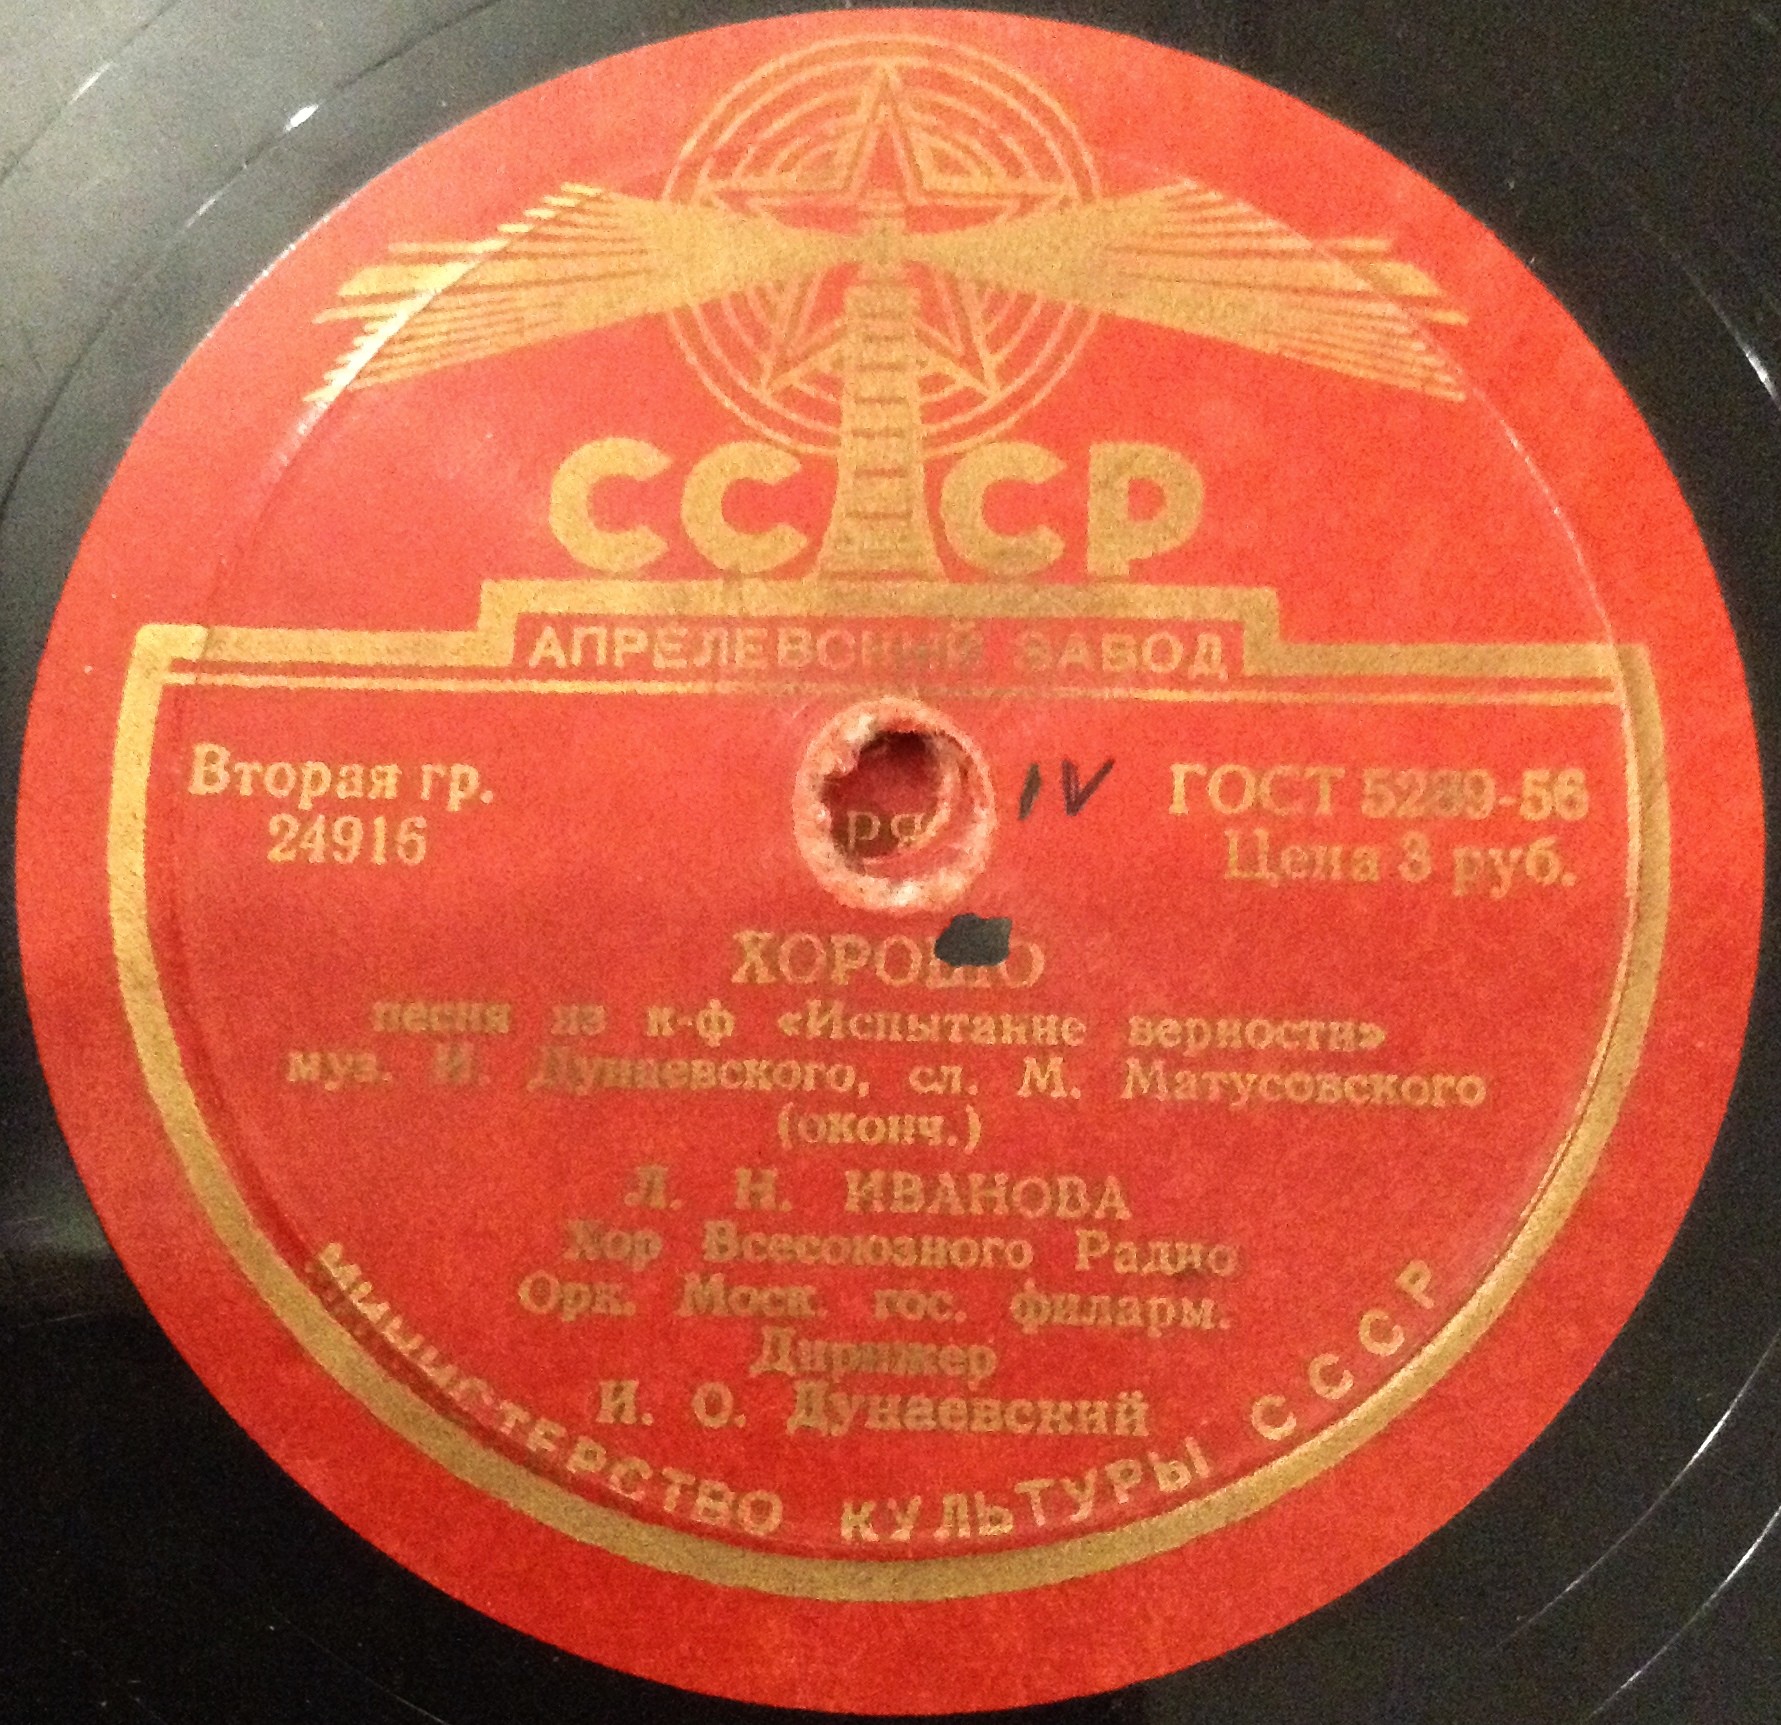 СССР
АПРЕЛЕВСКИЙ ЗАВОД
Вторая гр.
24916
IV
ГОСТ 5289-56
Цена 3 руб.
ХОРОШО
песня из к-ф «Испытание верности»
муз. И. Дунаевского, сл. М. Матусовского
(оконч.)
Л. Н. ИВАНОВА
Хор Всесоюзного Радио
Орк. Моск. гос. филарм.
Дирижер
И. О. Дунаевский
МИНИСТЕРСТВО КУЛЬТУРЫ СССР